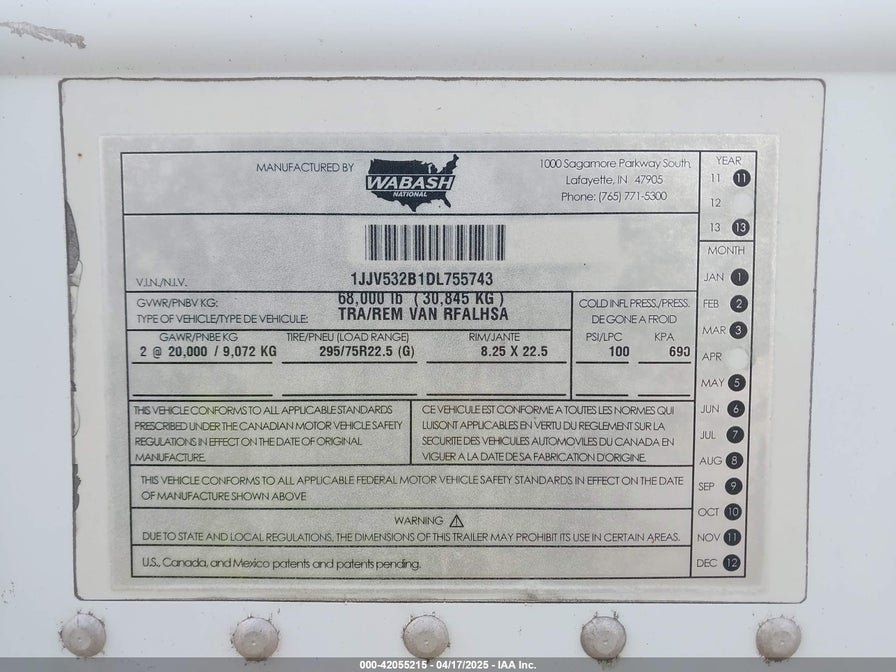 MANUFACTURED BY
WABASH
NATIONAL
1000 Sagamore Parkway South,
Lafayette, IN 47905
Phone: (765) 771-5300
1JJV532B1DL755743
V.I.N./N.I.V.
GVWR/PNBV KG: 68,000 lb ( 30,845 KG )
TYPE OF VEHICLE/TYPE DE VEHICULE: TRA/REM VAN RFALHSA
COLD INFL PRESS./PRESS.
DE GONE A FROID
GAWR/PNBE KG TIRE/PNEU (LOAD RANGE) RIM/JANTE PSI/LPC KPA
2 @ 20,000 / 9,072 KG 295/75R22.5 (G) 8.25 X 22.5 100 690
THIS VEHICLE CONFORMS TO ALL APPLICABLE STANDARDS
PRESCRIBED UNDER THE CANADIAN MOTOR VEHICLE SAFETY
REGULATIONS IN EFFECT ON THE DATE OF ORIGINAL
MANUFACTURE.
CE VEHICULE EST CONFORME A TOUTES LES NORMES QUI
LUISONT APPLICABLES EN VERTU DU REGLEMENT SUR LA
SECURITE DES VEHICULES AUTOMOVILES DU CANADA EN
VIGUER A LA DATE DE SA FABRICATION D'ORIGINE.
THIS VEHICLE CONFORMS TO ALL APPLICABLE FEDERAL MOTOR VEHICLE SAFETY STANDARDS IN EFFECT ON THE DATE
OF MANUFACTURE SHOWN ABOVE
WARNING
DUE TO STATE AND LOCAL REGULATIONS, THE DIMENSIONS OF THIS TRAILER MAY PROHIBIT ITS USE IN CERTAIN AREAS.
U.S., Canada, and Mexico patents and patents pending.
YEAR
11 11
12
13 13
MONTH
JAN 1
FEB 2
MAR 3
APR
MAY 5
JUN 6
JUL 7
AUG 8
SEP 9
OCT 10
NOV 11
DEC 12
000-42055215 - 04/17/2025 - IAA Inc.